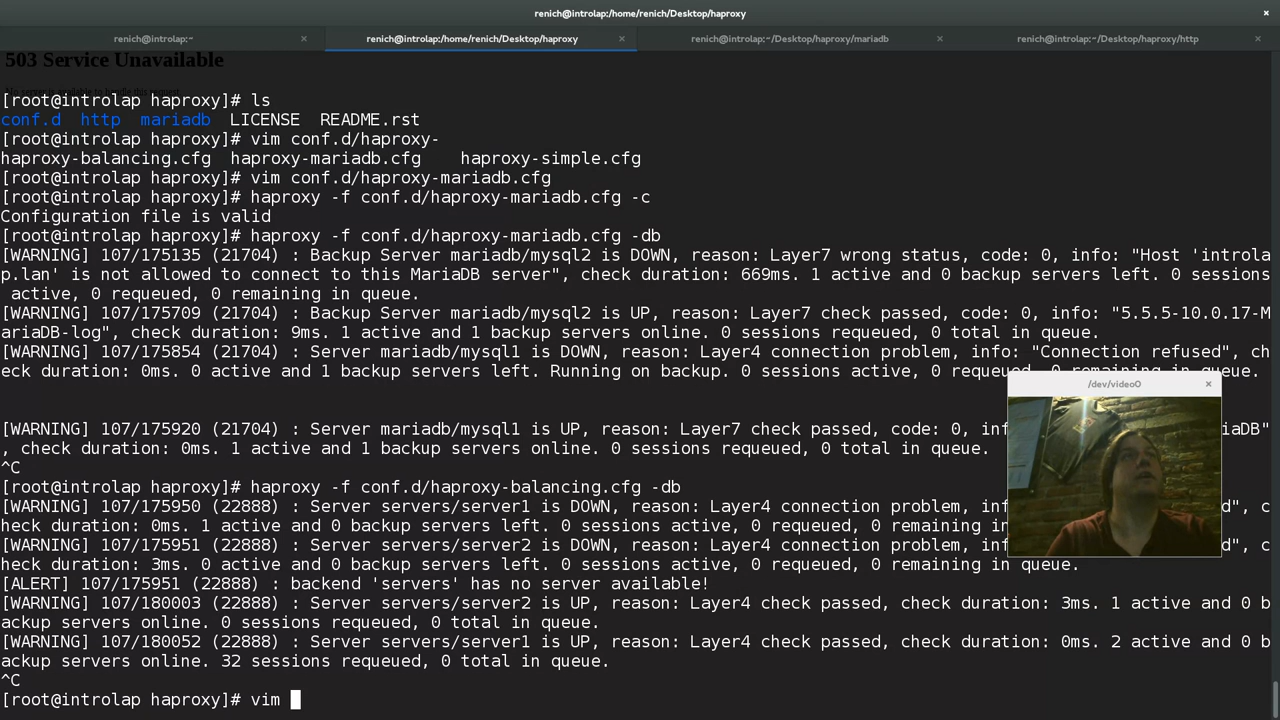 renich@introlap:/home/renich/Desktop/haproxy ×
renich@introlap:~ × renich@introlap:/home/renich/Desktop/haproxy × renich@introlap:~/Desktop/haproxy/mariadb × renich@introlap:~/Desktop/haproxy/http ×
503 Service Unavailable
No server is available to handle this request.
[root@introlap haproxy]# ls
conf.d http mariadb LICENSE README.rst
[root@introlap haproxy]# vim conf.d/haproxy-
haproxy-balancing.cfg haproxy-mariadb.cfg haproxy-simple.cfg
[root@introlap haproxy]# vim conf.d/haproxy-mariadb.cfg
[root@introlap haproxy]# haproxy -f conf.d/haproxy-mariadb.cfg -c
Configuration file is valid
[root@introlap haproxy]# haproxy -f conf.d/haproxy-mariadb.cfg -db
[WARNING] 107/175135 (21704) : Backup Server mariadb/mysql2 is DOWN, reason: Layer7 wrong status, code: 0, info: "Host 'introla
p.lan' is not allowed to connect to this MariaDB server", check duration: 669ms. 1 active and 0 backup servers left. 0 sessions
active, 0 requeued, 0 remaining in queue.
[WARNING] 107/175709 (21704) : Backup Server mariadb/mysql2 is UP, reason: Layer7 check passed, code: 0, info: "5.5.5-10.0.17-M
ariaDB-log", check duration: 9ms. 1 active and 1 backup servers online. 0 sessions requeued, 0 total in queue.
[WARNING] 107/175854 (21704) : Server mariadb/mysql1 is DOWN, reason: Layer4 connection problem, info: "Connection refused", ch
eck duration: 0ms. 0 active and 1 backup servers left. Running on backup. 0 sessions active, 0 requeued, 0 remaining in queue.
/dev/video0 ×
[WARNING] 107/175920 (21704) : Server mariadb/mysql1 is UP, reason: Layer7 check passed, code: 0, inf iaDB"
, check duration: 0ms. 1 active and 1 backup servers online. 0 sessions requeued, 0 total in queue.
^C
[root@introlap haproxy]# haproxy -f conf.d/haproxy-balancing.cfg -db
[WARNING] 107/175950 (22888) : Server servers/server1 is DOWN, reason: Layer4 connection problem, inf d", c
heck duration: 0ms. 1 active and 0 backup servers left. 0 sessions active, 0 requeued, 0 remaining in
[WARNING] 107/175951 (22888) : Server servers/server2 is DOWN, reason: Layer4 connection problem, inf d", c
heck duration: 3ms. 0 active and 0 backup servers left. 0 sessions active, 0 requeued, 0 remaining in queue.
[ALERT] 107/175951 (22888) : backend 'servers' has no server available!
[WARNING] 107/180003 (22888) : Server servers/server2 is UP, reason: Layer4 check passed, check duration: 3ms. 1 active and 0 b
ackup servers online. 0 sessions requeued, 0 total in queue.
[WARNING] 107/180052 (22888) : Server servers/server1 is UP, reason: Layer4 check passed, check duration: 0ms. 2 active and 0 b
ackup servers online. 32 sessions requeued, 0 total in queue.
^C
[root@introlap haproxy]# vim